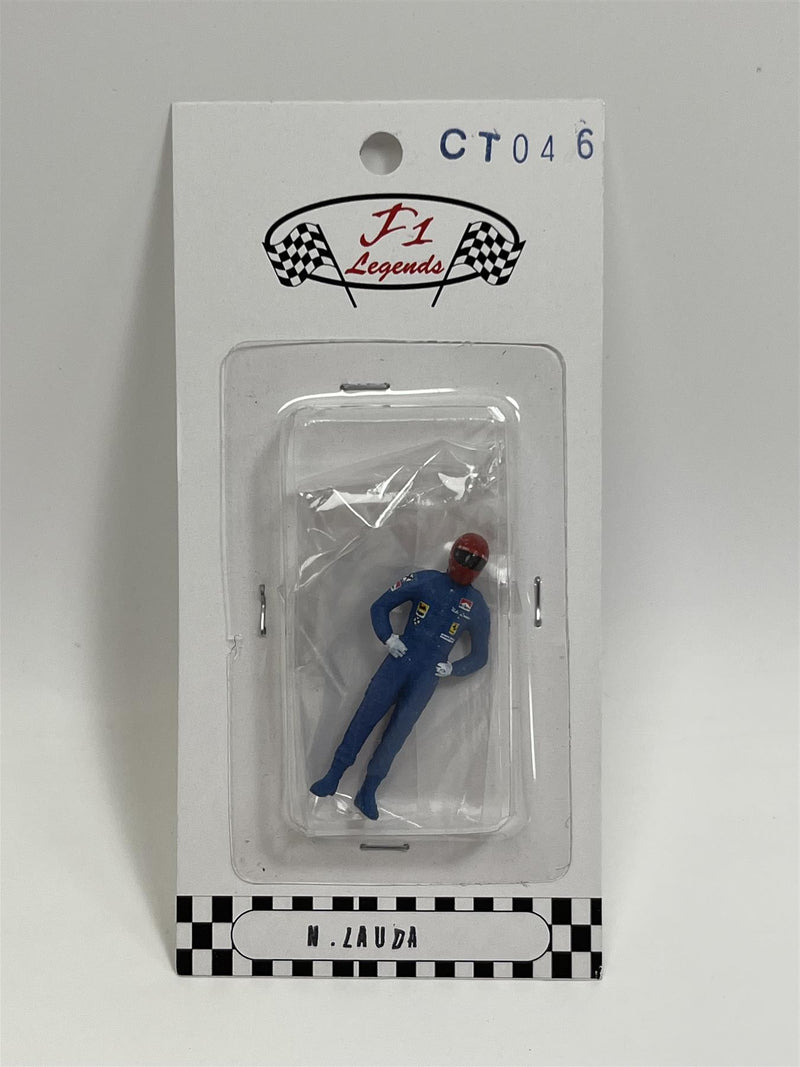 CT046
F1
Legends
N.LAUDA